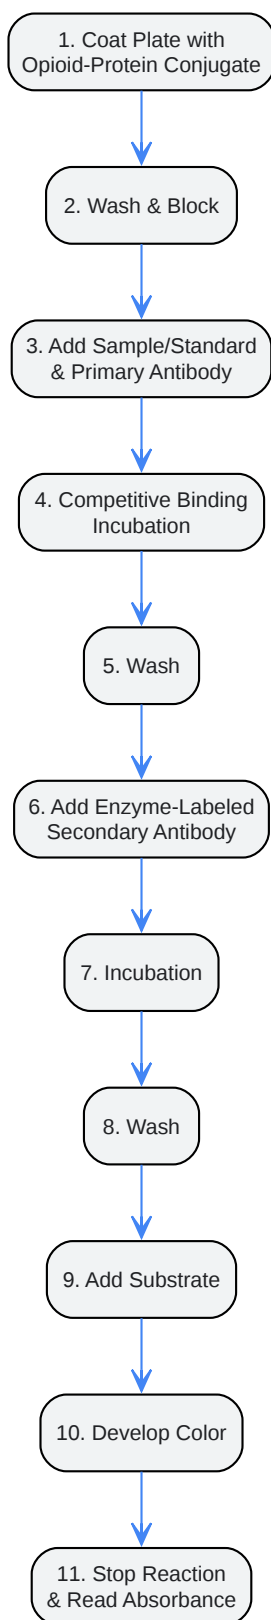 1. Coat Plate with
Opioid-Protein Conjugate
2. Wash & Block
3. Add Sample/Standard
& Primary Antibody
4. Competitive Binding
Incubation
5. Wash
6. Add Enzyme-Labeled
Secondary Antibody
7. Incubation
8. Wash
9. Add Substrate
10. Develop Color
11. Stop Reaction
& Read Absorbance